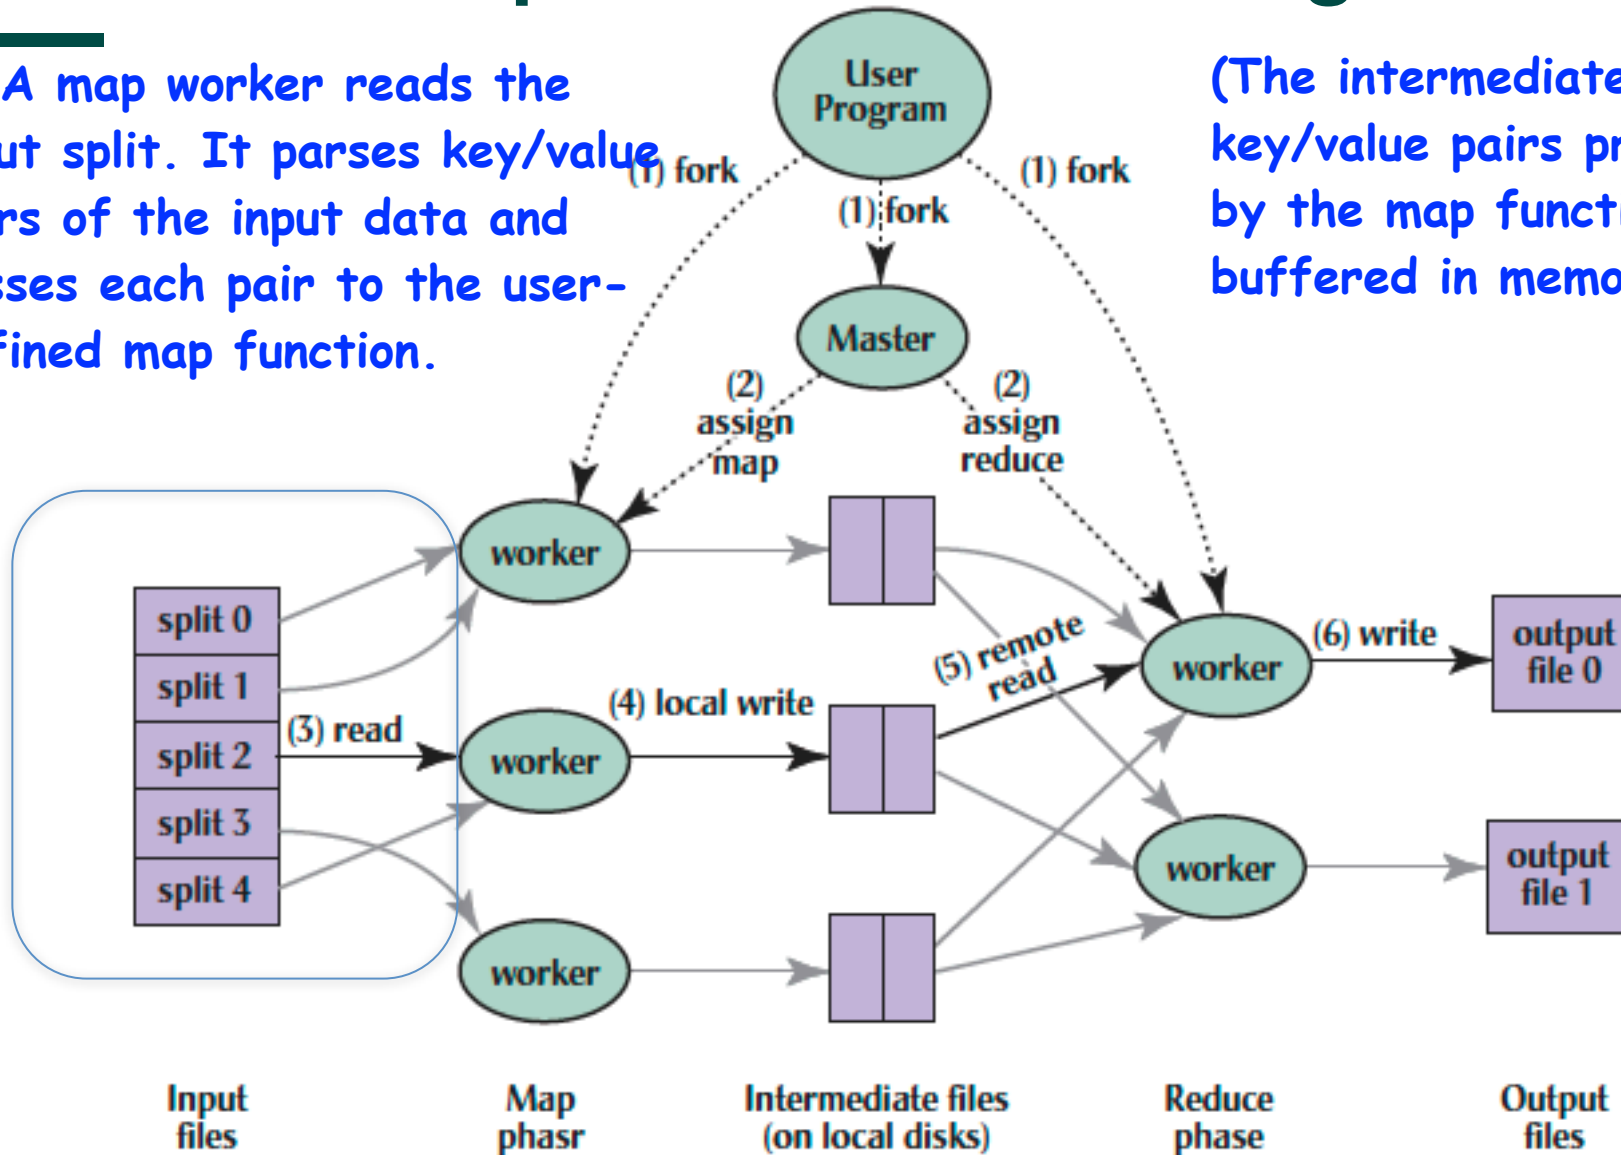 A map worker reads the
ut split. It parses key/value
rs of the input data and
sses each pair to the user-
fined map function.
(The intermediate
key/value pairs pr
by the map functi
buffered in memo
User
Program
(1) fork
(1) fork
(1) fork
Master
(2)
assign
map
(2)
assign
reduce
worker
split 0
split 1
split 2
split 3
split 4
(3) read
worker
(4) local write
worker
(5) remote
read
worker
(6) write
output
file 0
worker
output
file 1
Input
files
Map
phasr
Intermediate files
(on local disks)
Reduce
phase
Output
files